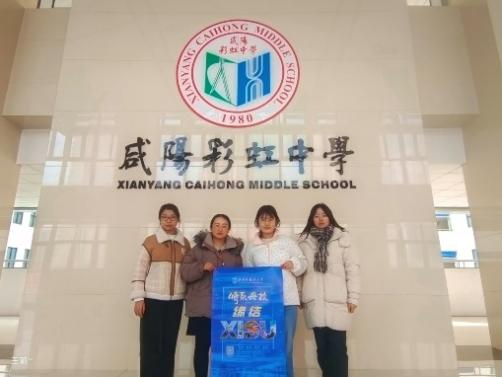 XIANYANG CAIHONG MIDDLE SCHOOL
咸陽
彩虹中学
1980
咸陽彩虹中學
XIANYANG CAIHONG MIDDLE SCHOOL
XISU